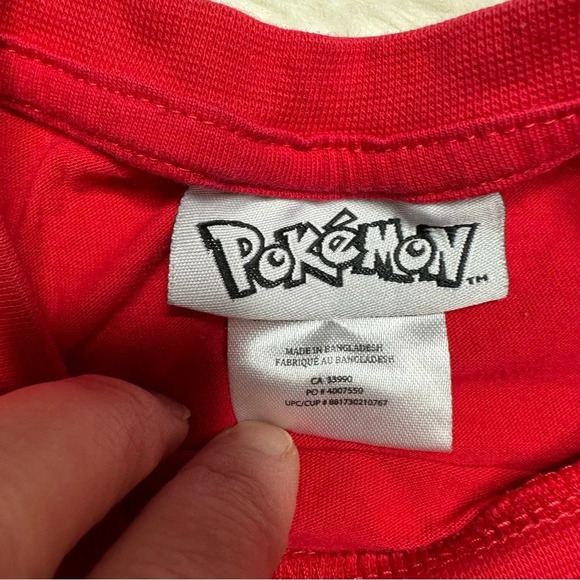 POKéMON™
MADE IN BANGLADESH
FABRIQUÉ AU BANGLADESH
CA 33990
PO # 4007550
UPC/CUP # 881730210767